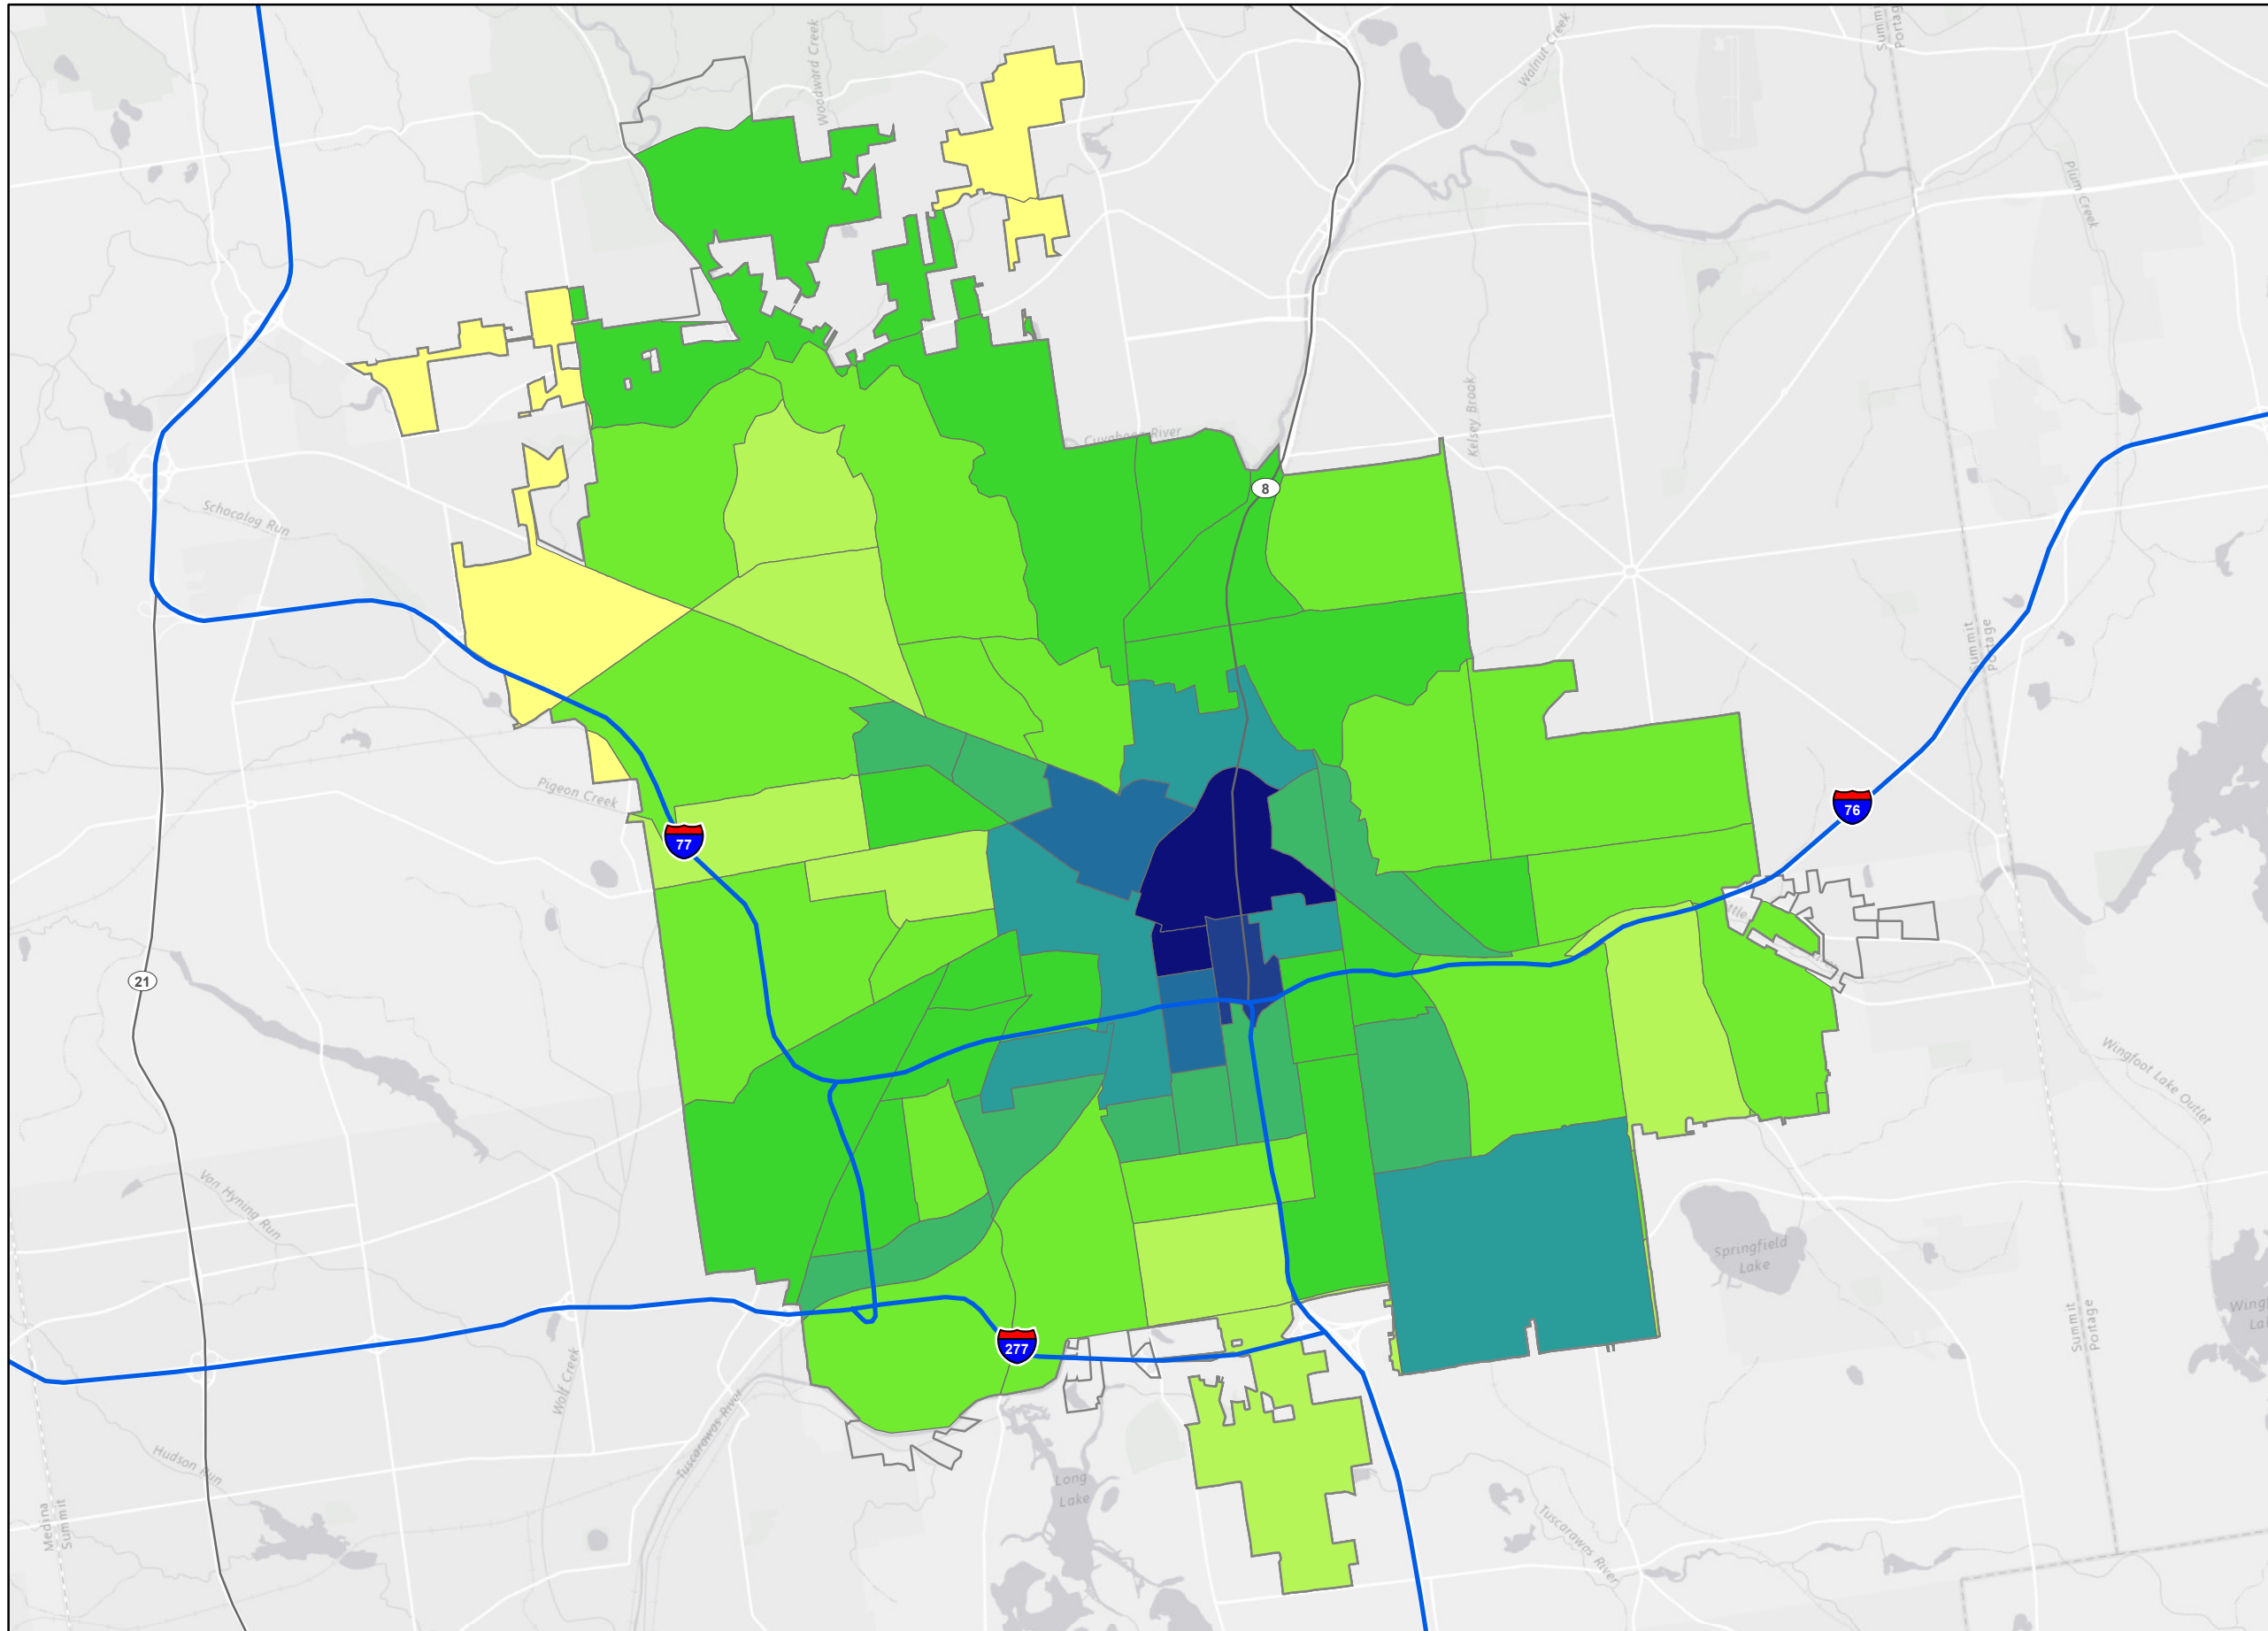 Woodward Creek
Walnut Creek
Summit
Portage
Plum Creek
Kelsey Brook
Cuyahoga River
8
Schocalog Run
Summit
Portage
Pigeon Creek
77
76
21
Wingfoot Lake Outlet
Von Hyning Run
Springfield
Lake
Summit
Portage
277
Wolf Creek
Tuscarawas River
Hudson Run
Long
Lake
Medina
Summit
Tuscarawas River